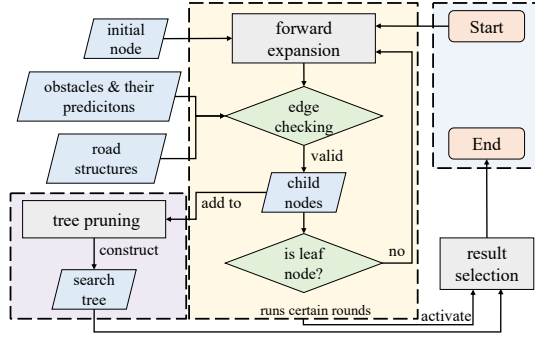 initial
node
forward
expansion
Start
obstacles & their
predicitons
edge
checking
End
road
structures
valid
child
nodes
add to
tree pruning
construct
is leaf
node?
no
result
selection
search
tree
runs certain rounds
activate